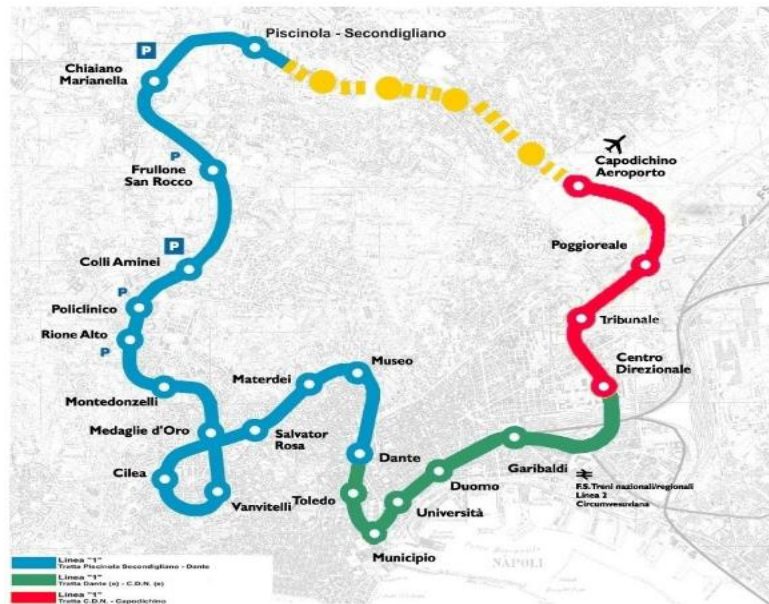 Piscinola - Secondigliano
P
Chiaiano
Marianella
P
Frullone
San Rocco
Capodichino
Aeroporto
P
Colli Aminei
Poggioreale
P
Policlinico
Rione Alto
P
Tribunale
Museo
Materdei
Centro
Direzionale
Montedonzelli
Medaglie d'Oro
Salvator
Rosa
Dante
Cilea
Garibaldi
Duomo
F.S.Treni nazionali/regionali
Linea 2
Circumvesuviana
Toledo
Vanvitelli
Università
Municipio
NAPOLI
Linea "1"
Tratta Piscinola Secondigliano - Dante
Linea "1"
Tratta Dante (e) - C.D.N. (e)
Linea "1"
Tratta C.D.N. - Capodichino